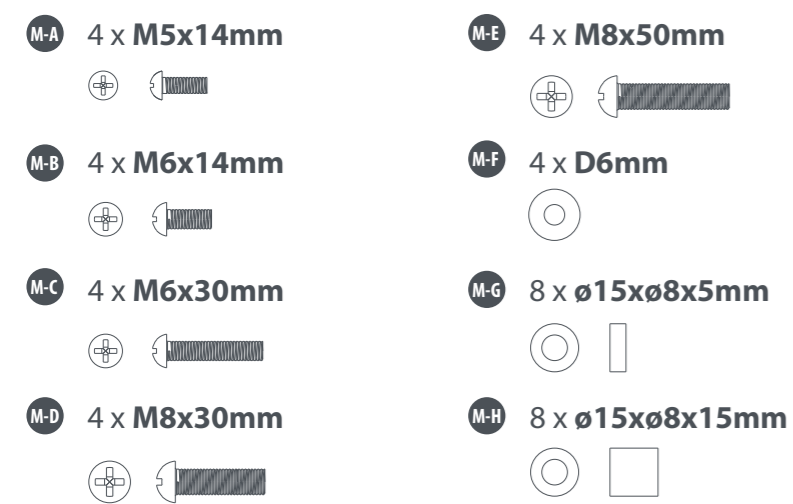 M-A 4 x M5x14mm
M-B 4 x M6x14mm
M-C 4 x M6x30mm
M-D 4 x M8x30mm
M-E 4 x M8x50mm
M-F 4 x D6mm
M-G 8 x ø15xø8x5mm
M-H 8 x ø15xø8x15mm